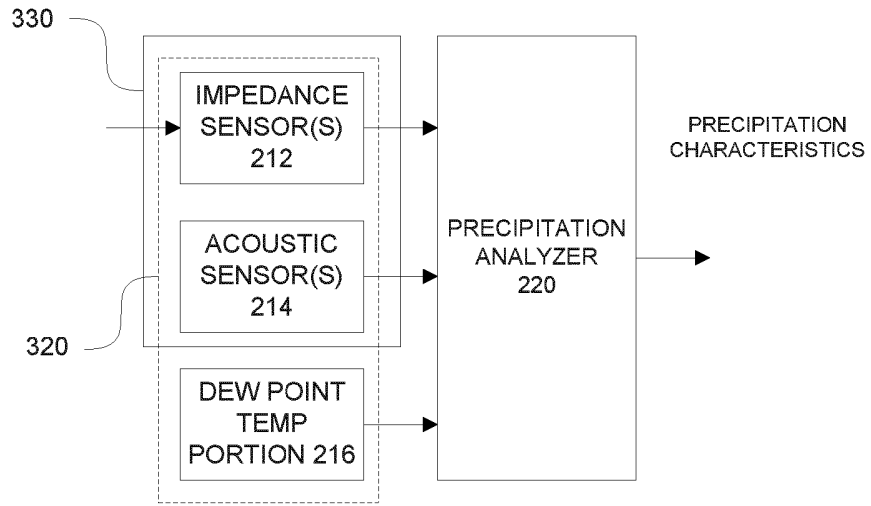 330
IMPEDANCE
SENSOR(S)
212
ACOUSTIC
SENSOR(S)
214
320
DEW POINT
TEMP
PORTION 216
PRECIPITATION
ANALYZER
220
PRECIPITATION
CHARACTERISTICS